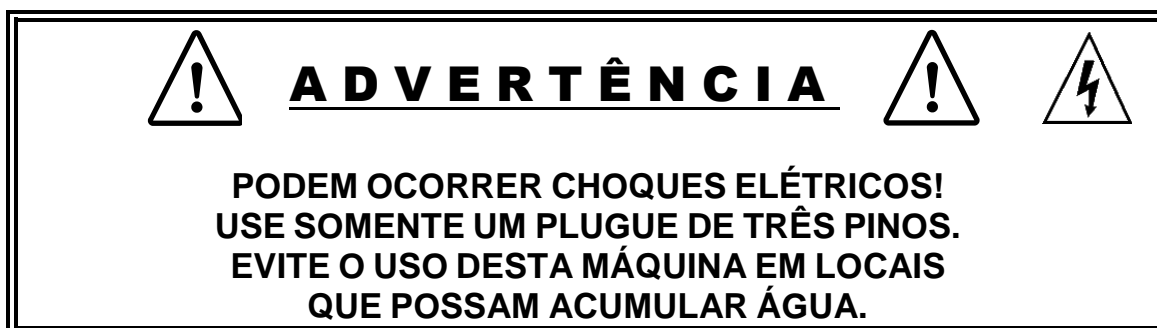 ADVERTÊNCIA
PODEM OCORRER CHOQUES ELÉTRICOS!
USE SOMENTE UM PLUGUE DE TRÊS PINOS.
EVITE O USO DESTA MÁQUINA EM LOCAIS
QUE POSSAM ACUMULAR ÁGUA.